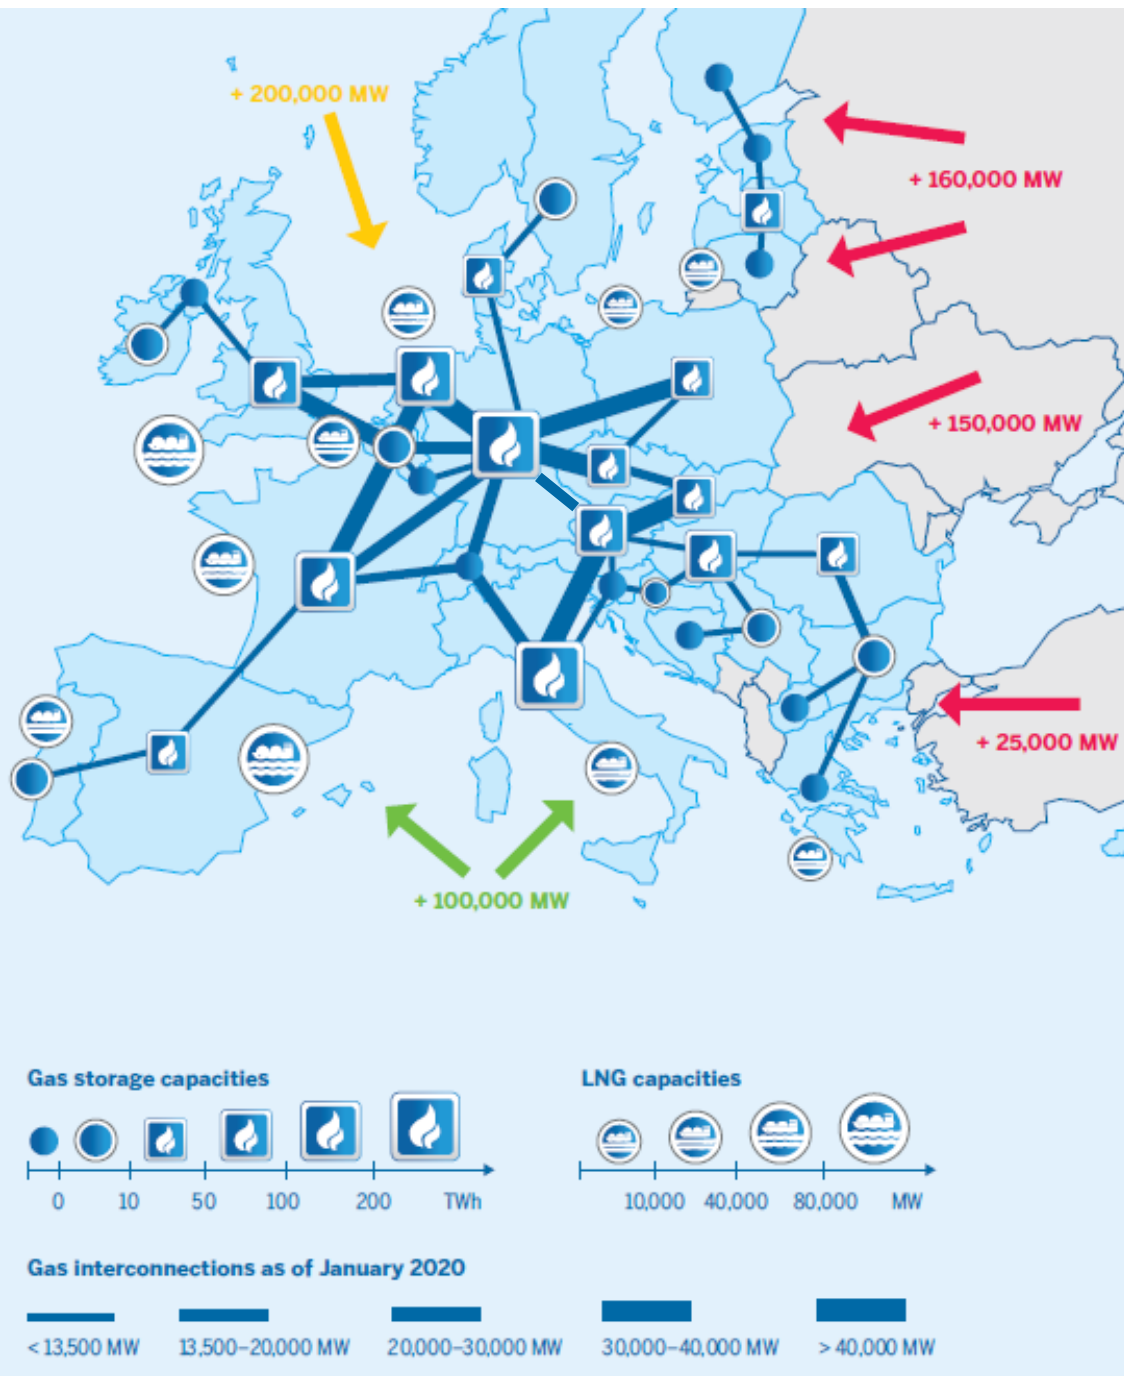 + 200,000 MW
+ 160,000 MW
+ 150,000 MW
+ 25,000 MW
+ 100,000 MW
Gas storage capacities
0 10 50 100 200 TWh
LNG capacities
10,000 40,000 80,000 MW
Gas interconnections as of January 2020
< 13,500 MW 13,500–20,000 MW 20,000–30,000 MW 30,000–40,000 MW > 40,000 MW